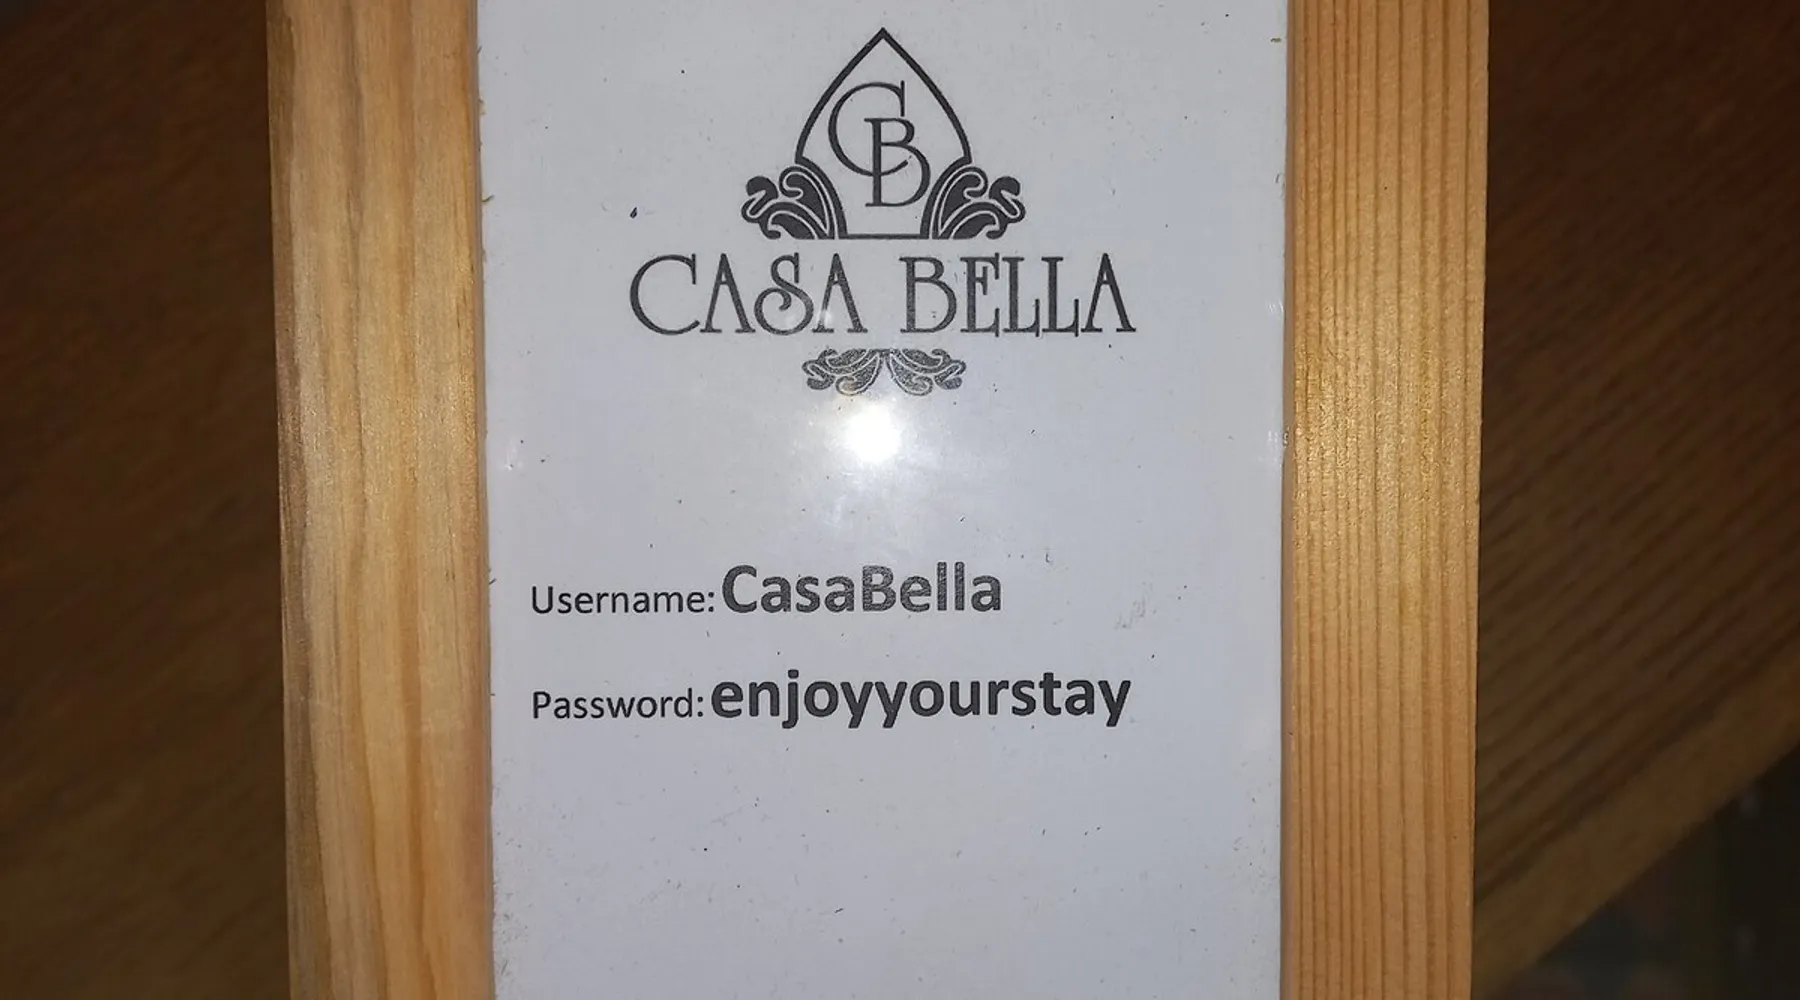 CB
CASA BELLA
Username: CasaBella
Password: enjoyyourstay